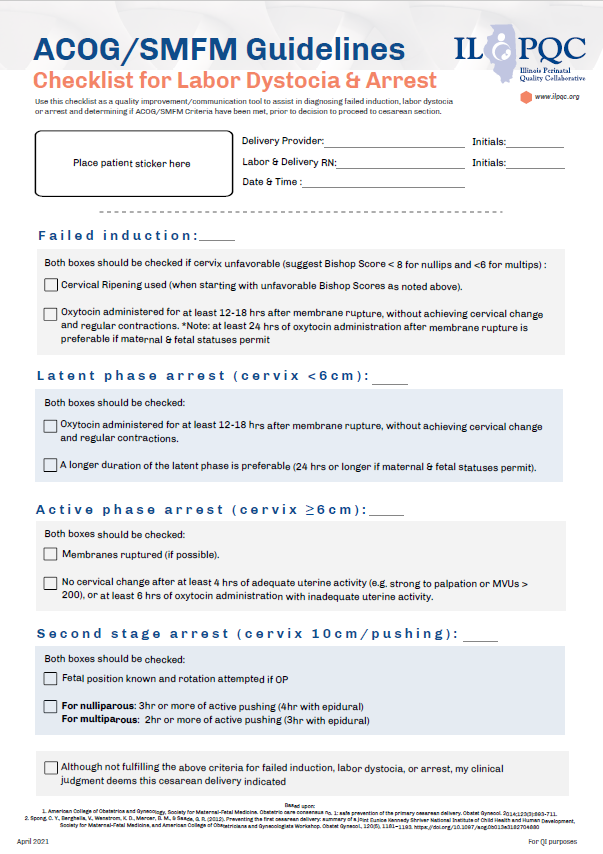 ACOG/SMFM Guidelines
Checklist for Labor Dystocia & Arrest
Use this checklist as a quality improvement/communication tool to assist in diagnosing failed induction, labor dystocia
or arrest and determining if ACOG/SMFM Criteria have been met, prior to decision to proceed to cesarean section.
IL PQC
Illinois Perinatal
Quality Collaborative
www.ilpqc.org
Place patient sticker here
Delivery Provider: Initials:
Labor & Delivery RN: Initials:
Date & Time :
Failed induction:
Both boxes should be checked if cervix unfavorable (suggest Bishop Score < 8 for nullips and <6 for multips) :
Cervical Ripening used (when starting with unfavorable Bishop Scores as noted above).
Oxytocin administered for at least 12-18 hrs after membrane rupture, without achieving cervical change
and regular contractions. *Note: at least 24 hrs of oxytocin administration after membrane rupture is
preferable if maternal & fetal statuses permit
Latent phase arrest (cervix <6cm):
Both boxes should be checked:
Oxytocin administered for at least 12-18 hrs after membrane rupture, without achieving cervical change
and regular contractions.
A longer duration of the latent phase is preferable (24 hrs or longer if maternal & fetal statuses permit).
Active phase arrest (cervix ≥6cm):
Both boxes should be checked:
Membranes ruptured (if possible).
No cervical change after at least 4 hrs of adequate uterine activity (e.g. strong to palpation or MVUs >
200), or at least 6 hrs of oxytocin administration with inadequate uterine activity.
Second stage arrest (cervix 10cm/pushing):
Both boxes should be checked:
Fetal position known and rotation attempted if OP
For nulliparous: 3hr or more of active pushing (4hr with epidural)
For multiparous: 2hr or more of active pushing (3hr with epidural)
Although not fulfilling the above criteria for failed induction, labor dystocia, or arrest, my clinical
judgment deems this cesarean delivery indicated
Based upon:
1. American College of Obstetrics and Gynecology, Society for Maternal-Fetal Medicine. Obstetric care consensus no. 1: safe prevention of the primary cesarean delivery. Obstet Gynecol. 2014;123(3):693-711.
2. Spong, C. Y., Berghella, V., Wenstrom, K. D., Mercer, B. M., & Saade, G. R. (2012). Preventing the first cesarean delivery: summary of a joint Eunice Kennedy Shriver National Institute of Child Health and Human Development,
Society for Maternal-Fetal Medicine, and American College of Obstetricians and Gynecologists Workshop. Obstet Gynecol, 120(5), 1181–1193. https://doi.org/10.1097/aog.0b013e3182704880
April 2021
For QI purposes